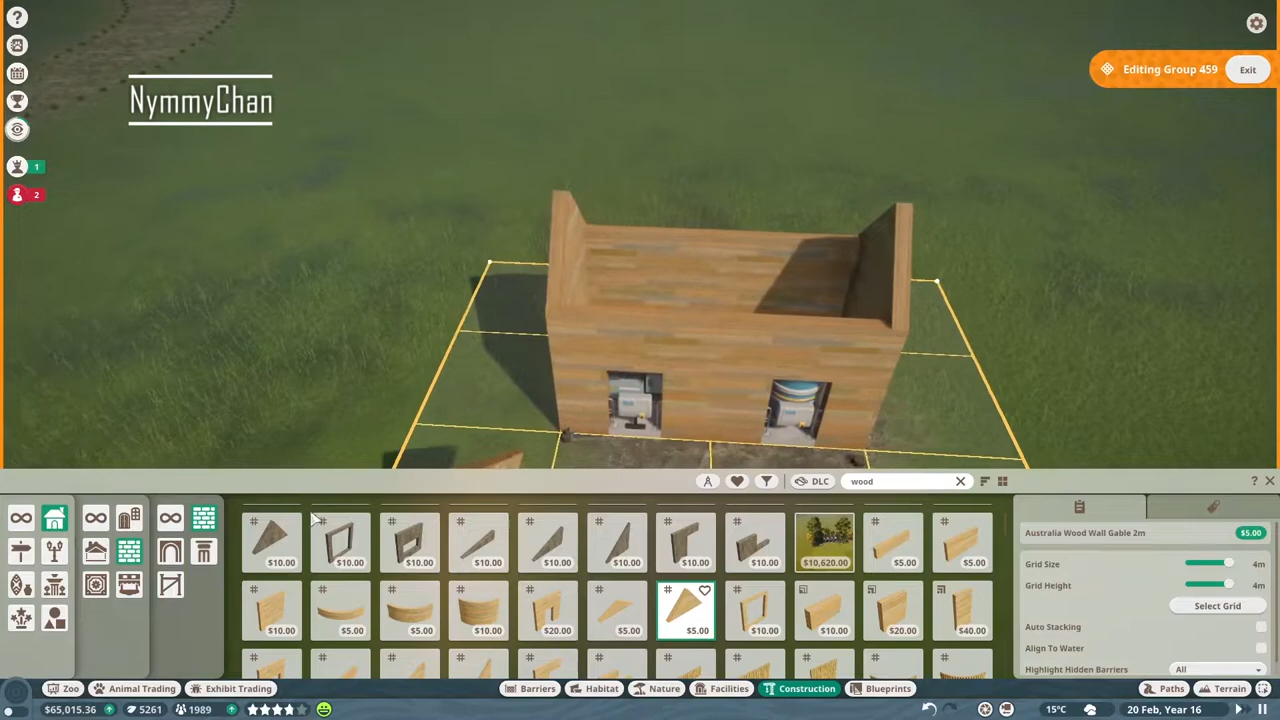 ?
NymmyChan
Editing Group 459
Exit
1
2
DLC
wood
?
$10.00
$10.00
$10.00
$10.00
$10.00
$10.00
$10.00
$10.00
$10,620.00
$5.00
$5.00
$10.00
$5.00
$5.00
$10.00
$20.00
$5.00
$5.00
$10.00
$10.00
$20.00
$40.00
Australia Wood Wall Gable 2m
$5.00
Grid Size
4m
Grid Height
4m
Select Grid
Auto Stacking
Align To Water
Highlight Hidden Barriers
All
Zoo
Animal Trading
Exhibit Trading
Barriers
Habitat
Nature
Facilities
Construction
Blueprints
Paths
Terrain
$65,015.36
5261
1989
15°C
20 Feb, Year 16